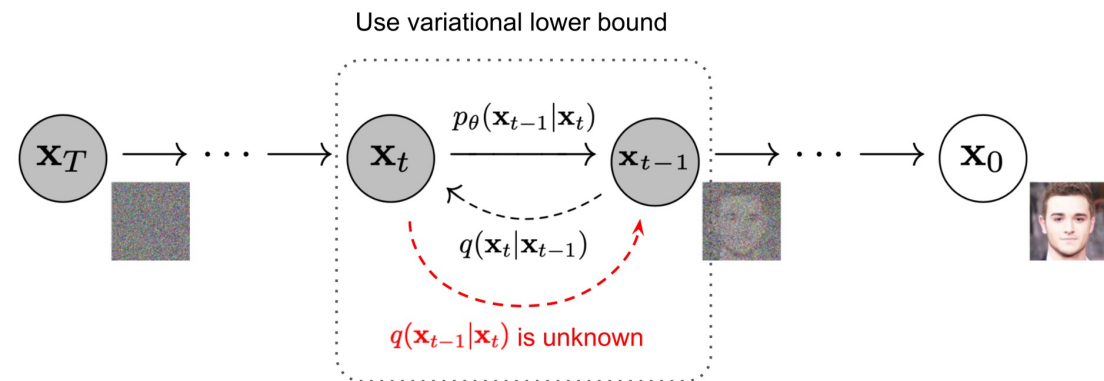 Use variational lower bound
p_θ(x_{t−1}|x_t)
x_T ⋯ x_t x_{t−1} ⋯ x_0
q(x_t|x_{t−1})
q(x_{t−1}|x_t) is unknown